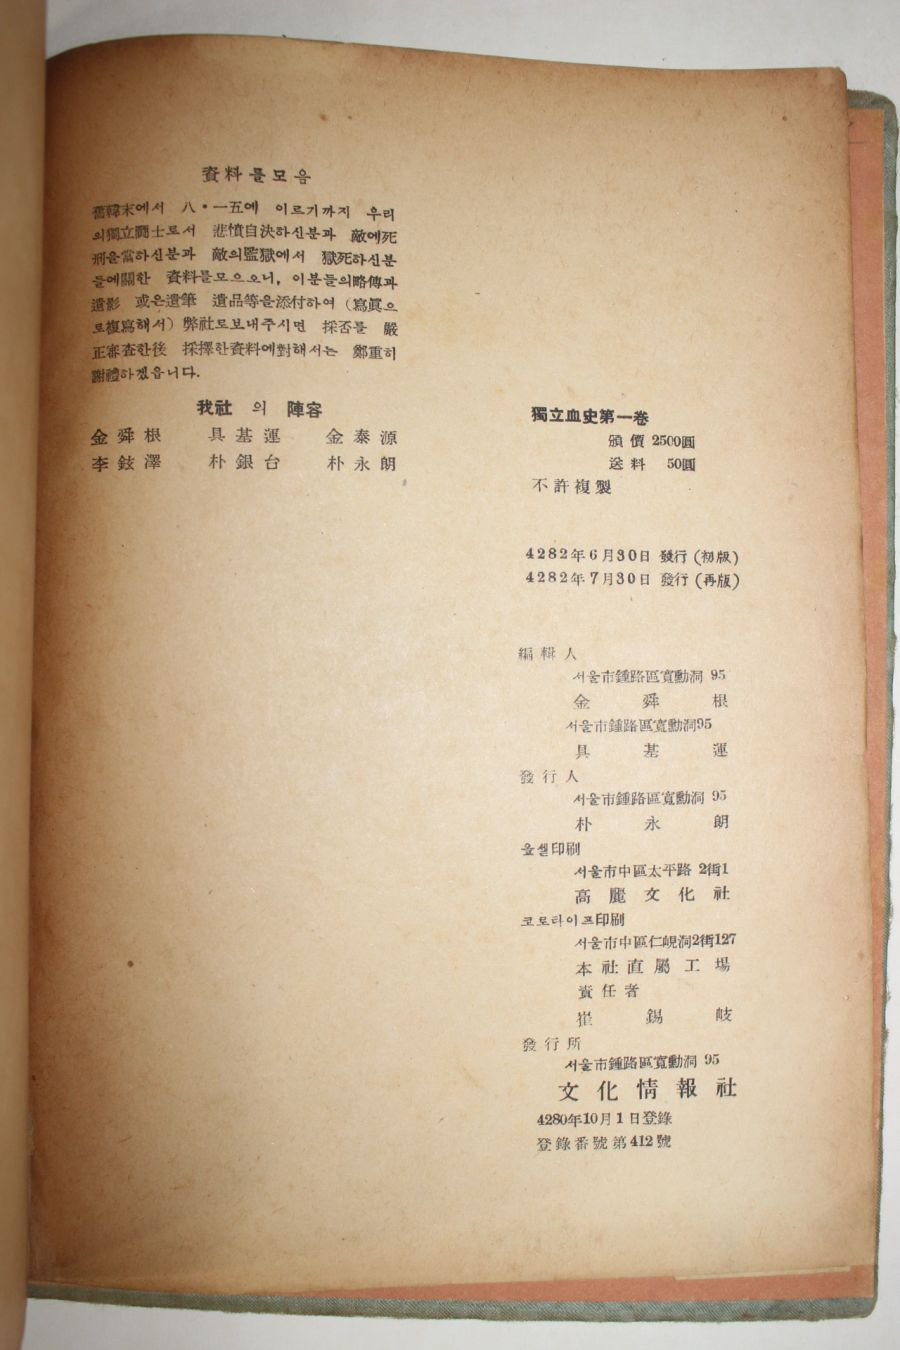 資料를모음
舊韓末에서 八·一五에 이르기까지 우리
의獨立鬪士로서 悲憤自決하신분과 敵에死
刑을當하신분과 敵의監獄에서 獄死하신분
들에關한 資料를모으오니, 이분들의略傳과
遺影 或은遺筆 遺品等을添付하여 (寫眞으
로複寫해서) 弊社로보내주시면 採否를 嚴
正審査한後 採擇한資料에對해서는 鄭重히
謝禮하겠읍니다.
我社의 陣容
金舜根 具基運 金泰源
李鉉澤 朴銀台 朴永朗
獨立血史第一卷
頒價 2500圓
送料 50圓
不許複製
4282年6月30日 發行(初版)
4282年7月30日 發行(再版)
編輯人
서울市鍾路區寬勳洞 95
金舜根
서울市鍾路區寬勳洞95
具基運
發行人
서울市鍾路區寬勳洞 95
朴永朗
옵셀印刷
서울市中區太平路 2街1
高麗文化社
코로타이프印刷
서울市中區仁峴洞2街127
本社直屬工場
責任者
崔錫岐
發行所
서울市鍾路區寬勳洞 95
文化情報社
4280年10月1日登錄
登錄番號第412號